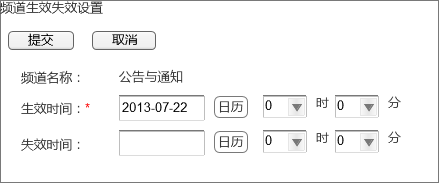 频道生效失效设置
提交 取消
频道名称： 公告与通知
生效时间：* 2013-07-22 日历 0 时 0 分
失效时间： 日历 0 时 0 分